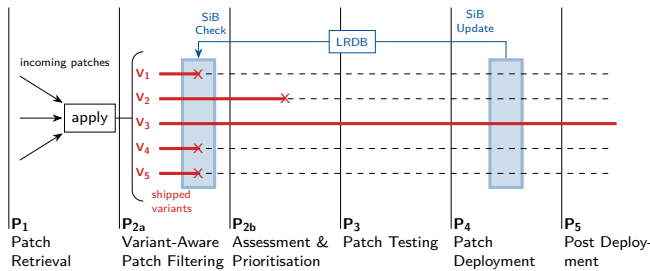 SiB
Check
LRDB
SiB
Update
incoming patches
apply
V1
V2
V3
V4
V5
shipped
variants
P1
Patch
Retrieval
P2a
Variant-Aware
Patch Filtering
P2b
Assessment &
Prioritisation
P3
Patch Testing
P4
Patch
Deployment
P5
Post Deploy-
ment